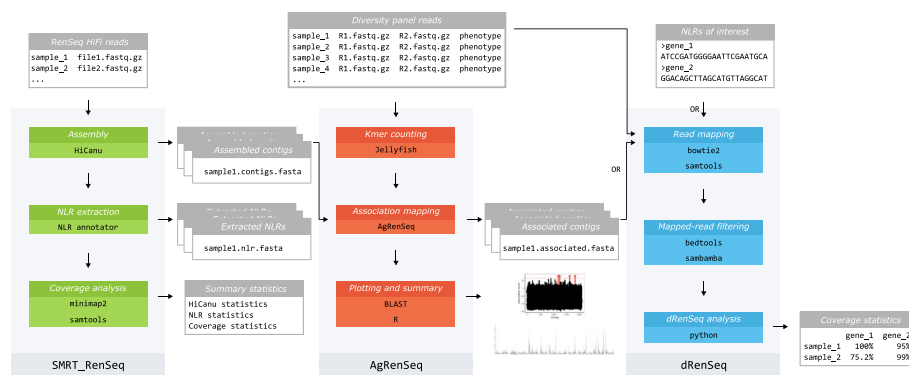 RenSeq HiFi reads
sample_1 file1.fastq.gz
sample_2 file2.fastq.gz
...
Diversity panel reads
sample_1 R1.fastq.gz R2.fastq.gz phenotype
sample_2 R1.fastq.gz R2.fastq.gz phenotype
sample_3 R1.fastq.gz R2.fastq.gz phenotype
sample_4 R1.fastq.gz R2.fastq.gz phenotype
...
NLRs of interest
>gene_1
ATCCGATGGGGAATTCGAATGCA
>gene_2
GGACAGCTTAGCATGTTAGGCAT
OR
OR
Assembly
HiCanu
Assembled contigs
sample1.contigs.fasta
NLR extraction
NLR annotator
Extracted NLRs
Extracted NLRs
sample1.nlr.fasta
Coverage analysis
minimap2
samtools
Summary statistics
HiCanu statistics
NLR statistics
Coverage statistics
SMRT_RenSeq
Kmer counting
Jellyfish
Association mapping
AgRenSeq
Associated contigs
Associated contigs
sample1.associated.fasta
Plotting and summary
BLAST
R
AgRenSeq
Read mapping
bowtie2
samtools
Mapped-read filtering
bedtools
sambamba
dRenSeq analysis
python
dRenSeq
Coverage statistics
gene_1 gene_2
sample_1 100% 95%
sample_2 75.2% 99%